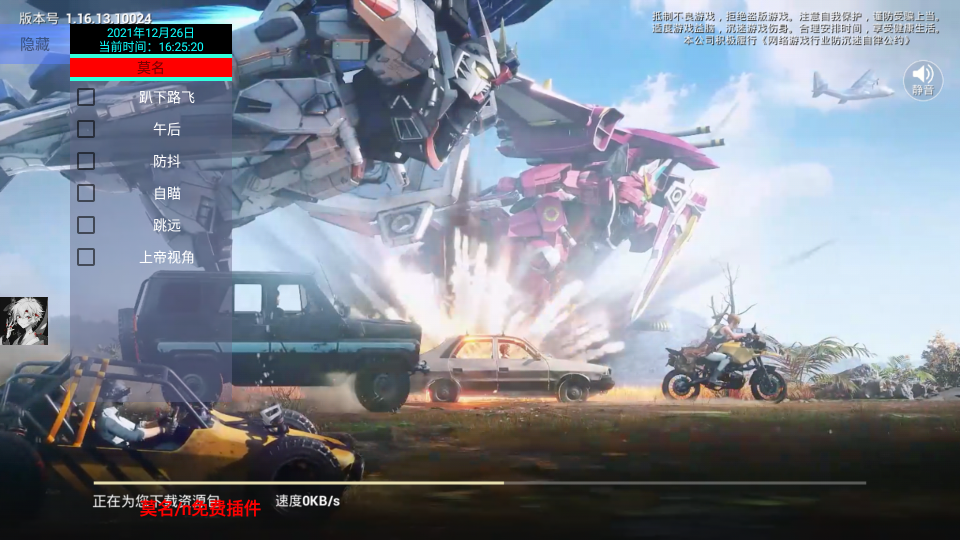 版本号 1.16.13.10024
抵制不良游戏，拒绝盗版游戏。注意自我保护，谨防受骗上当。
适度游戏益脑，沉迷游戏伤身。合理安排时间，享受健康生活。
本公司积极履行《网络游戏行业防沉迷自律公约》
隐藏
2021年12月26日
当前时间：16:25:20
莫名
趴下路飞
午后
防抖
自瞄
跳远
上帝视角
静音
正在为您下载资源包 速度0KB/s
莫名/n免费插件